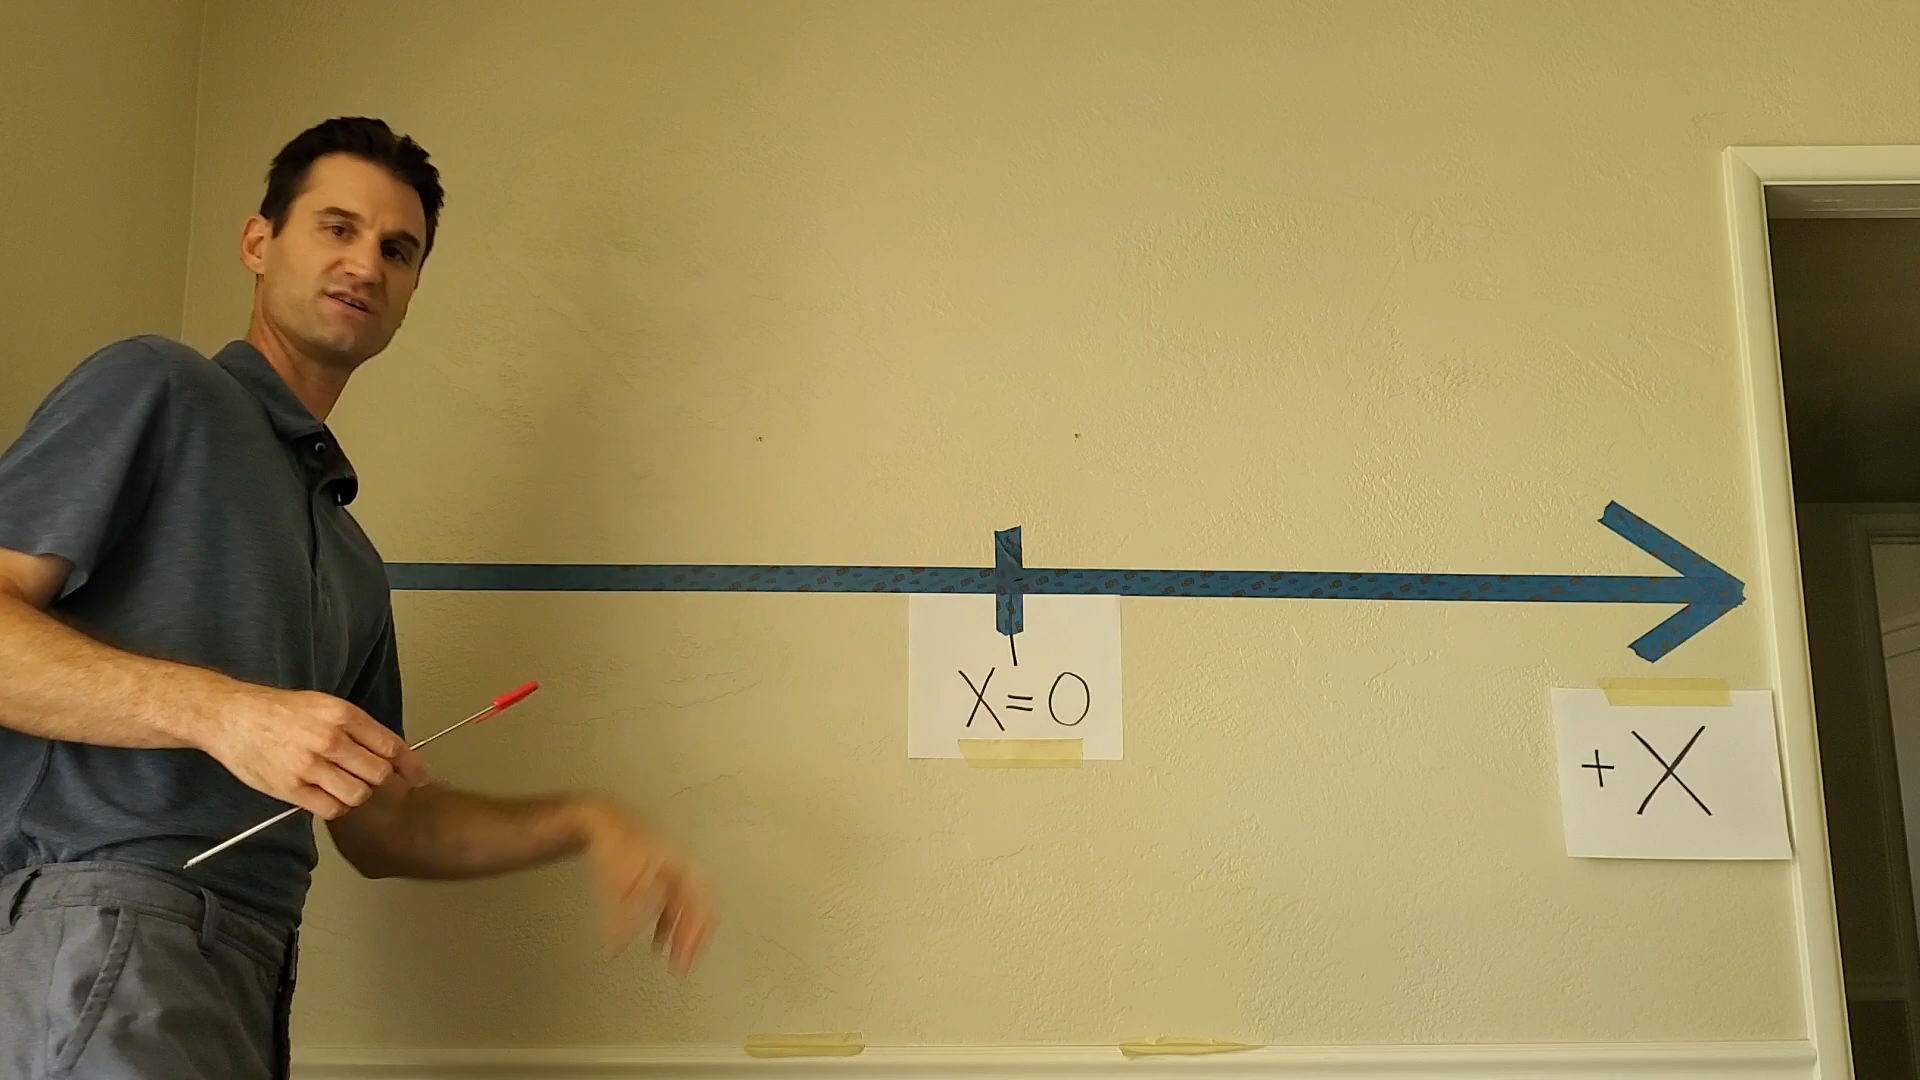 X = 0
+ X